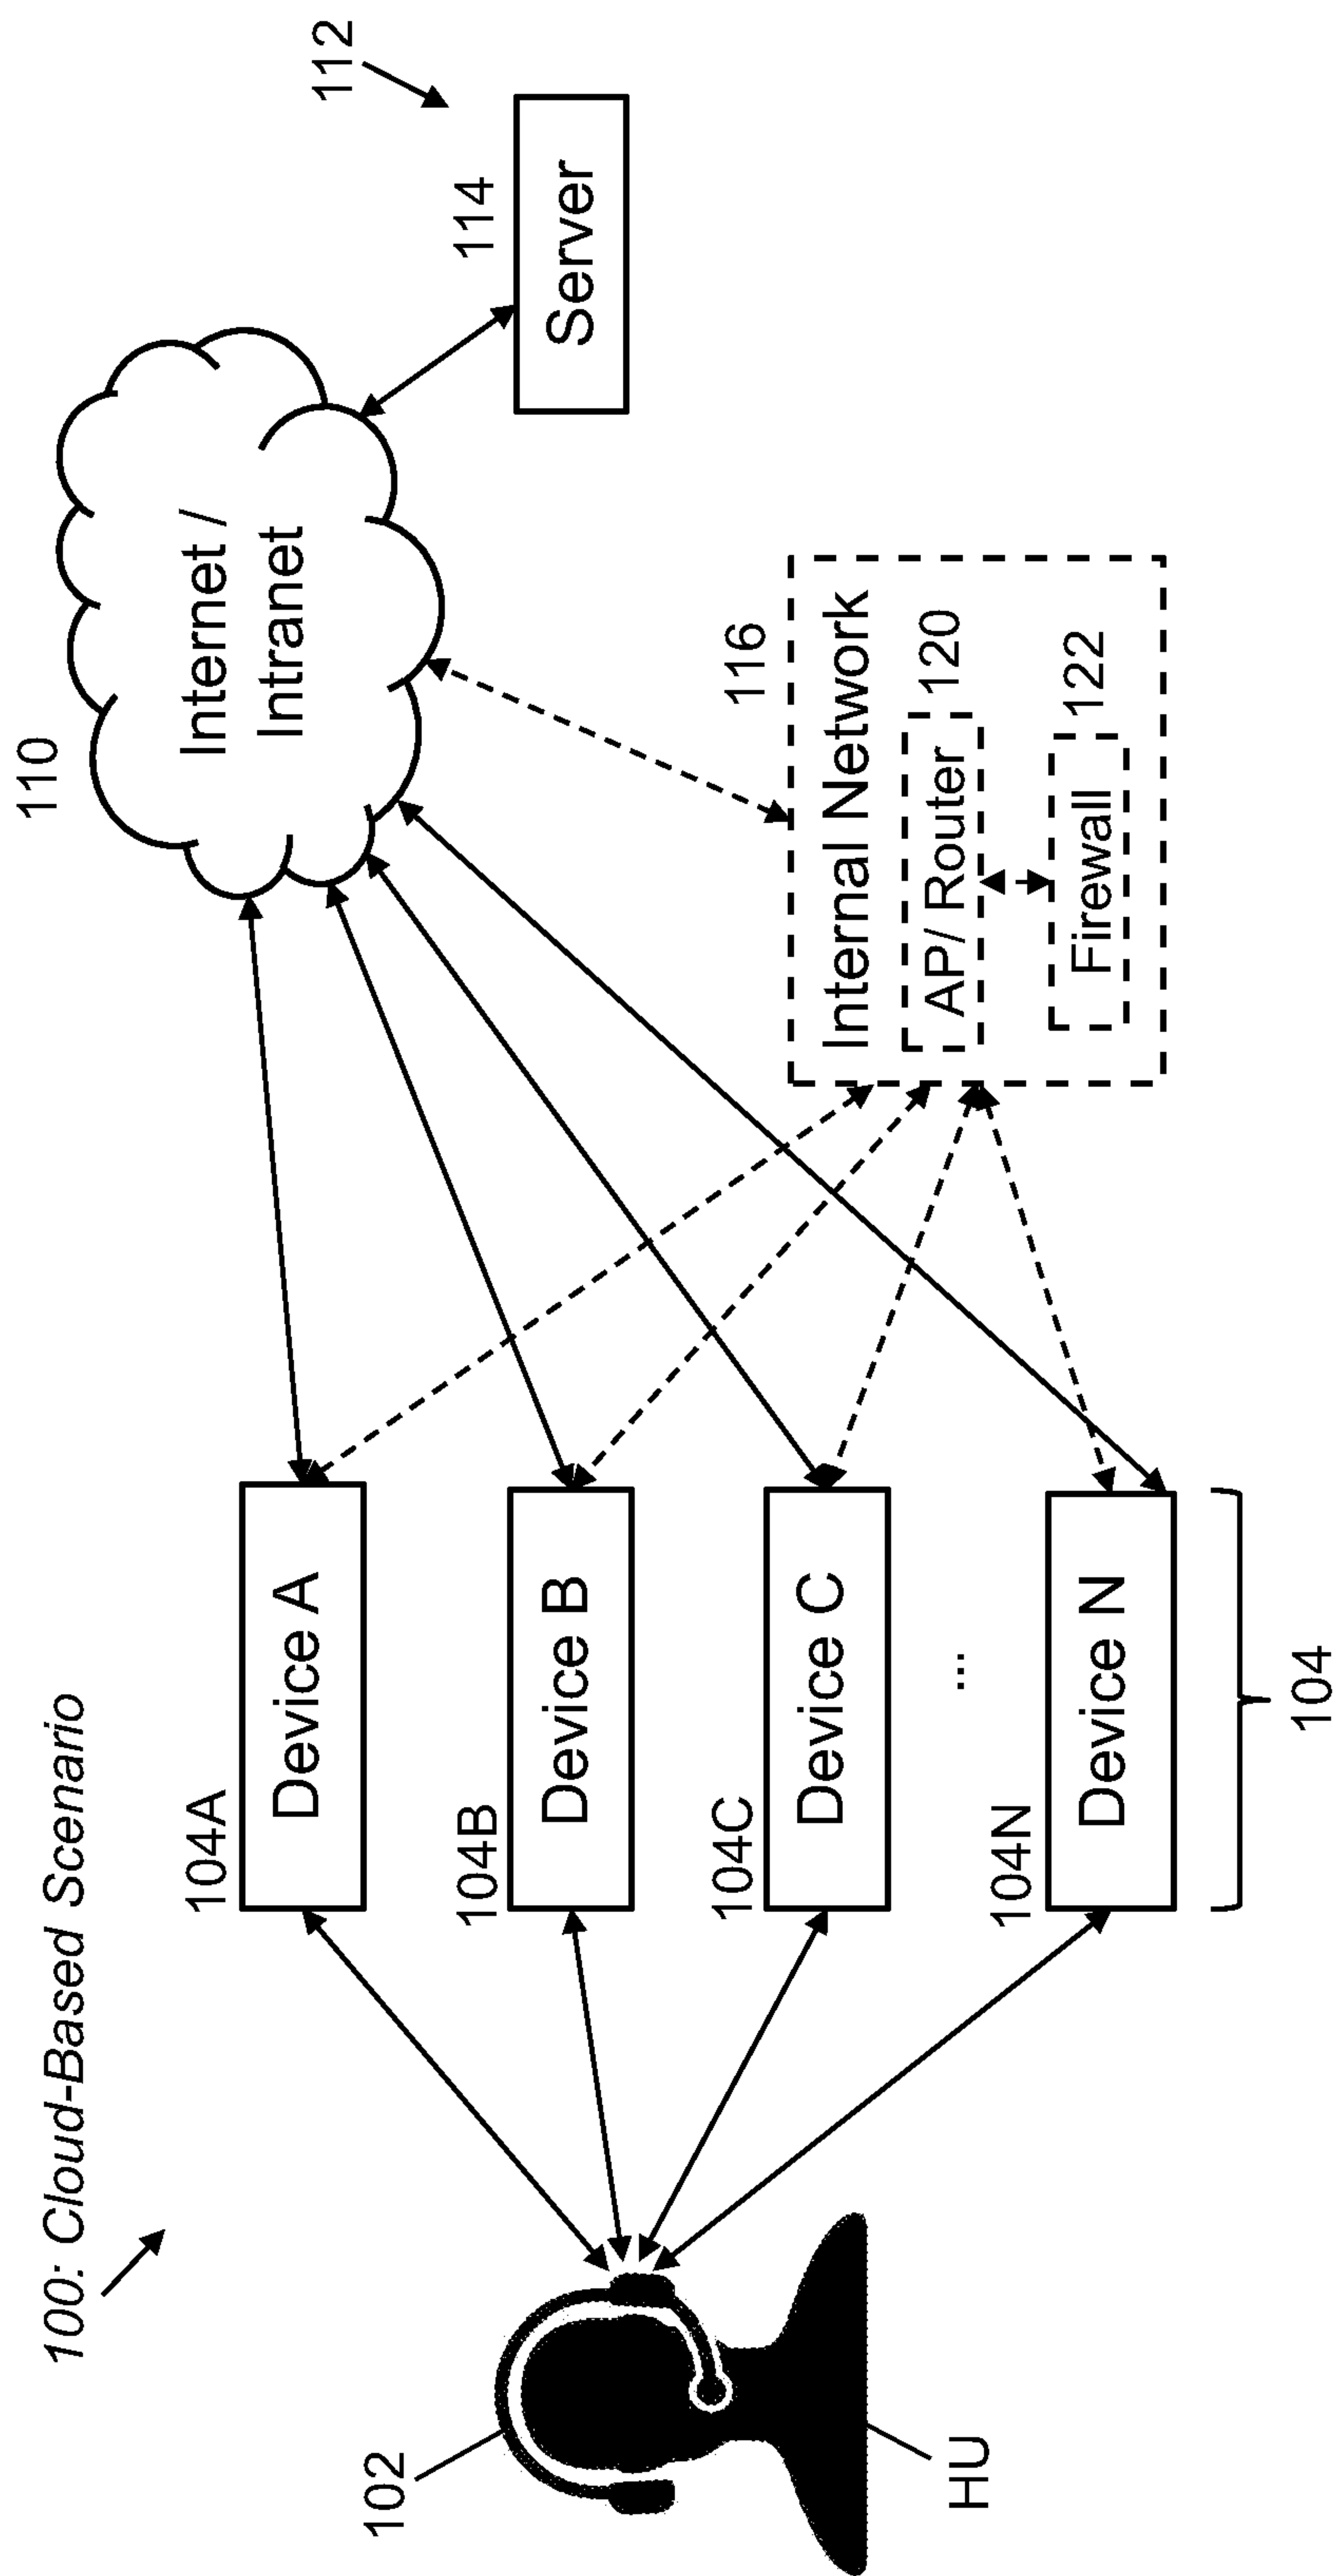 100: Cloud-Based Scenario
102
HU
104A
Device A
104B
Device B
104C
Device C
...
104N
Device N
104
110
Internet /
Intranet
112
114
Server
116
Internal Network
120
AP/ Router
122
Firewall